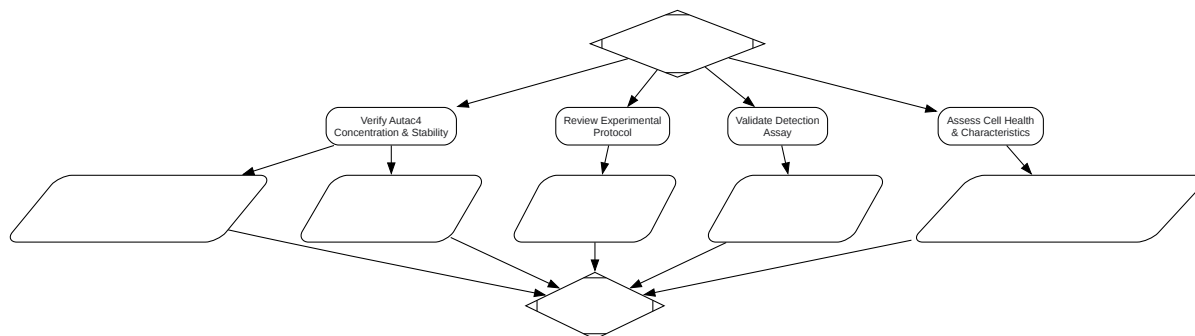 Verify Autac4
Concentration & Stability
Review Experimental
Protocol
Validate Detection
Assay
Assess Cell Health
& Characteristics